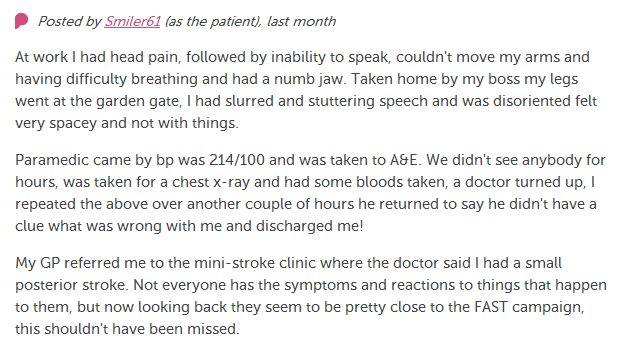 Posted by Smiler61 (as the patient), last month
At work I had head pain, followed by inability to speak, couldn't move my arms and
having difficulty breathing and had a numb jaw. Taken home by my boss my legs
went at the garden gate, I had slurred and stuttering speech and was disoriented felt
very spacey and not with things.
Paramedic came by bp was 214/100 and was taken to A&E. We didn't see anybody for
hours, was taken for a chest x-ray and had some bloods taken, a doctor turned up, I
repeated the above over another couple of hours he returned to say he didn't have a
clue what was wrong with me and discharged me!
My GP referred me to the mini-stroke clinic where the doctor said I had a small
posterior stroke. Not everyone has the symptoms and reactions to things that happen
to them, but now looking back they seem to be pretty close to the FAST campaign,
this shouldn't have been missed.